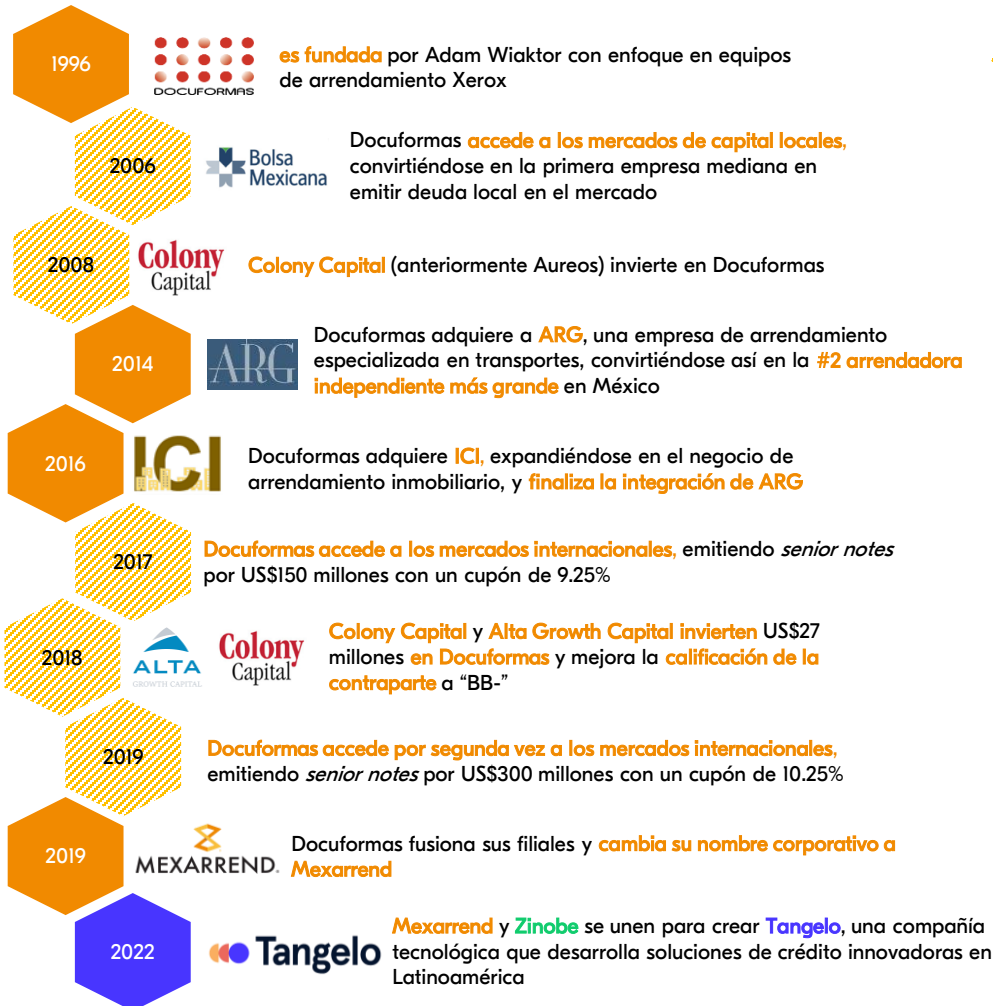 1996
DOCUFORMAS
es fundada por Adam Wiaktor con enfoque en equipos
de arrendamiento Xerox
2006
Bolsa
Mexicana
Docuformas accede a los mercados de capital locales,
convirtiéndose en la primera empresa mediana en
emitir deuda local en el mercado
2008
Colony
Capital
Colony Capital (anteriormente Aureos) invierte en Docuformas
2014
ARG
Docuformas adquiere a ARG, una empresa de arrendamiento
especializada en transportes, convirtiéndose así en la #2 arrendadora
independiente más grande en México
2016
ICI
Docuformas adquiere ICI, expandiéndose en el negocio de
arrendamiento inmobiliario, y finaliza la integración de ARG
2017
Docuformas accede a los mercados internacionales, emitiendo senior notes
por US$150 millones con un cupón de 9.25%
2018
ALTA
GROWTH CAPITAL
Colony
Capital
Colony Capital y Alta Growth Capital invierten US$27
millones en Docuformas y mejora la calificación de la
contraparte a “BB-”
2019
Docuformas accede por segunda vez a los mercados internacionales,
emitiendo senior notes por US$300 millones con un cupón de 10.25%
2019
MEXARREND.
Docuformas fusiona sus filiales y cambia su nombre corporativo a
Mexarrend
2022
Tangelo
Mexarrend y Zinobe se unen para crear Tangelo, una compañía
tecnológica que desarrolla soluciones de crédito innovadoras en
Latinoamérica